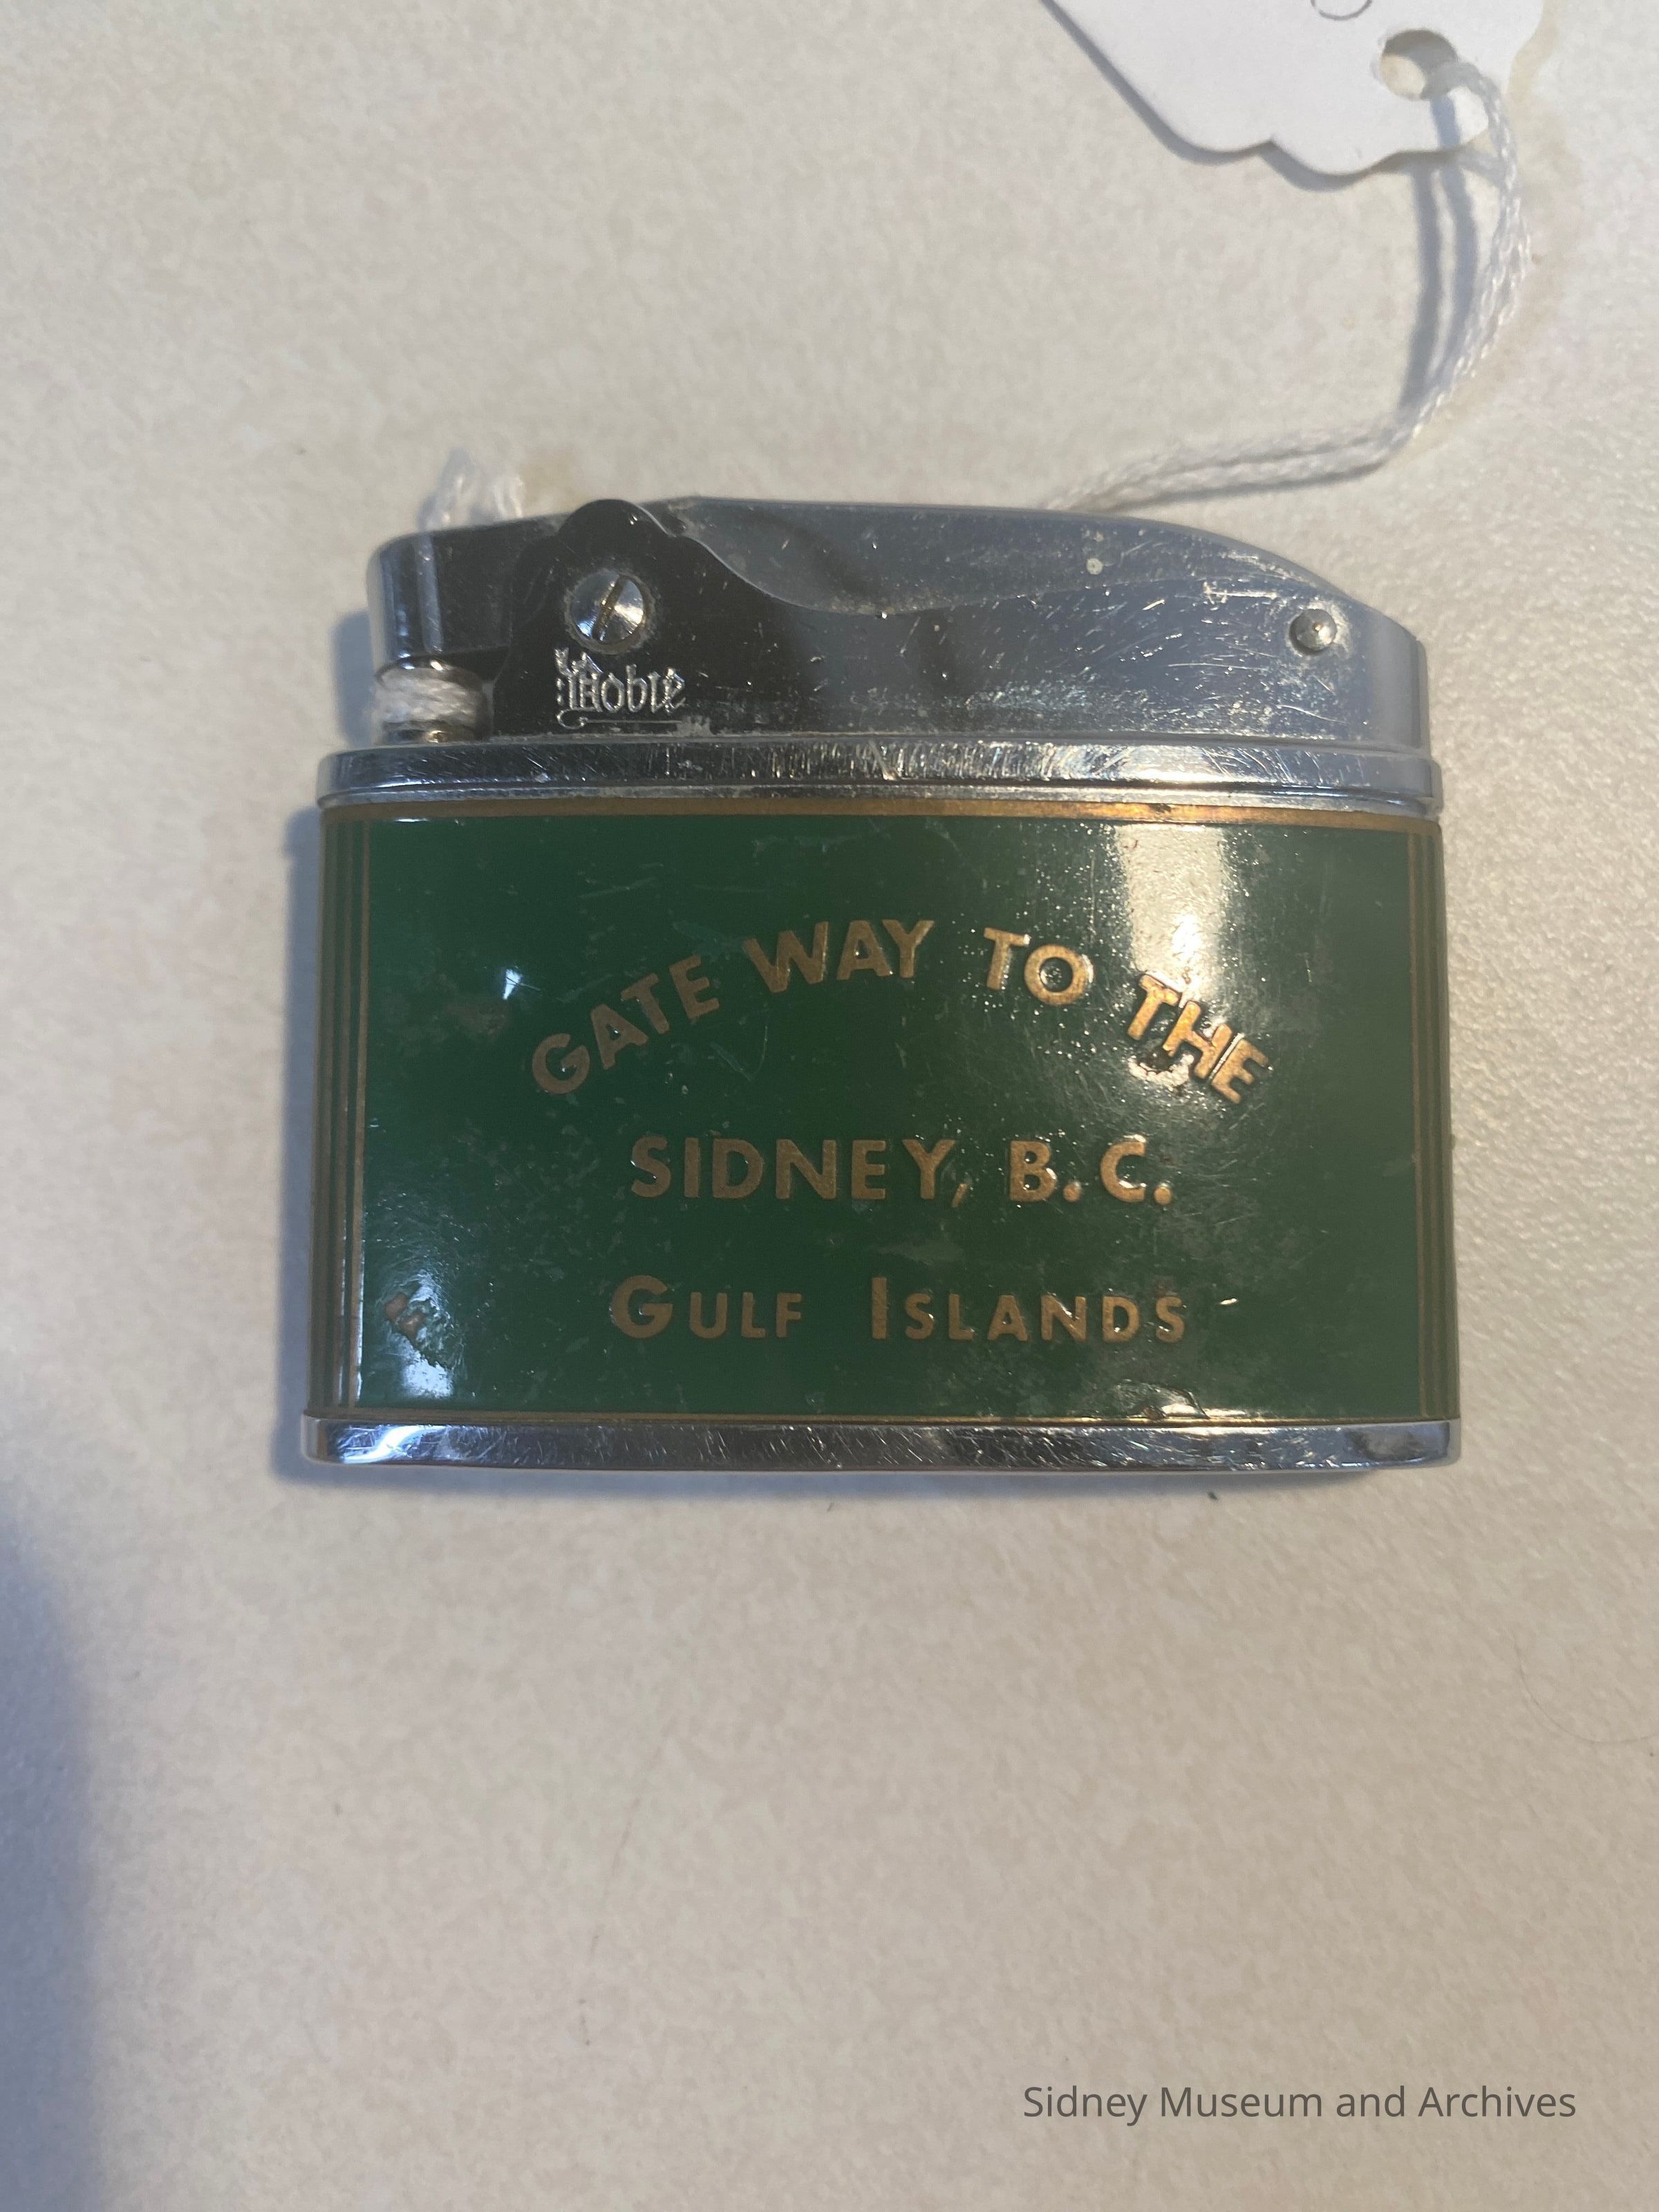 Noble
GATE WAY TO THE
SIDNEY, B.C.
GULF ISLANDS
Sidney Museum and Archives